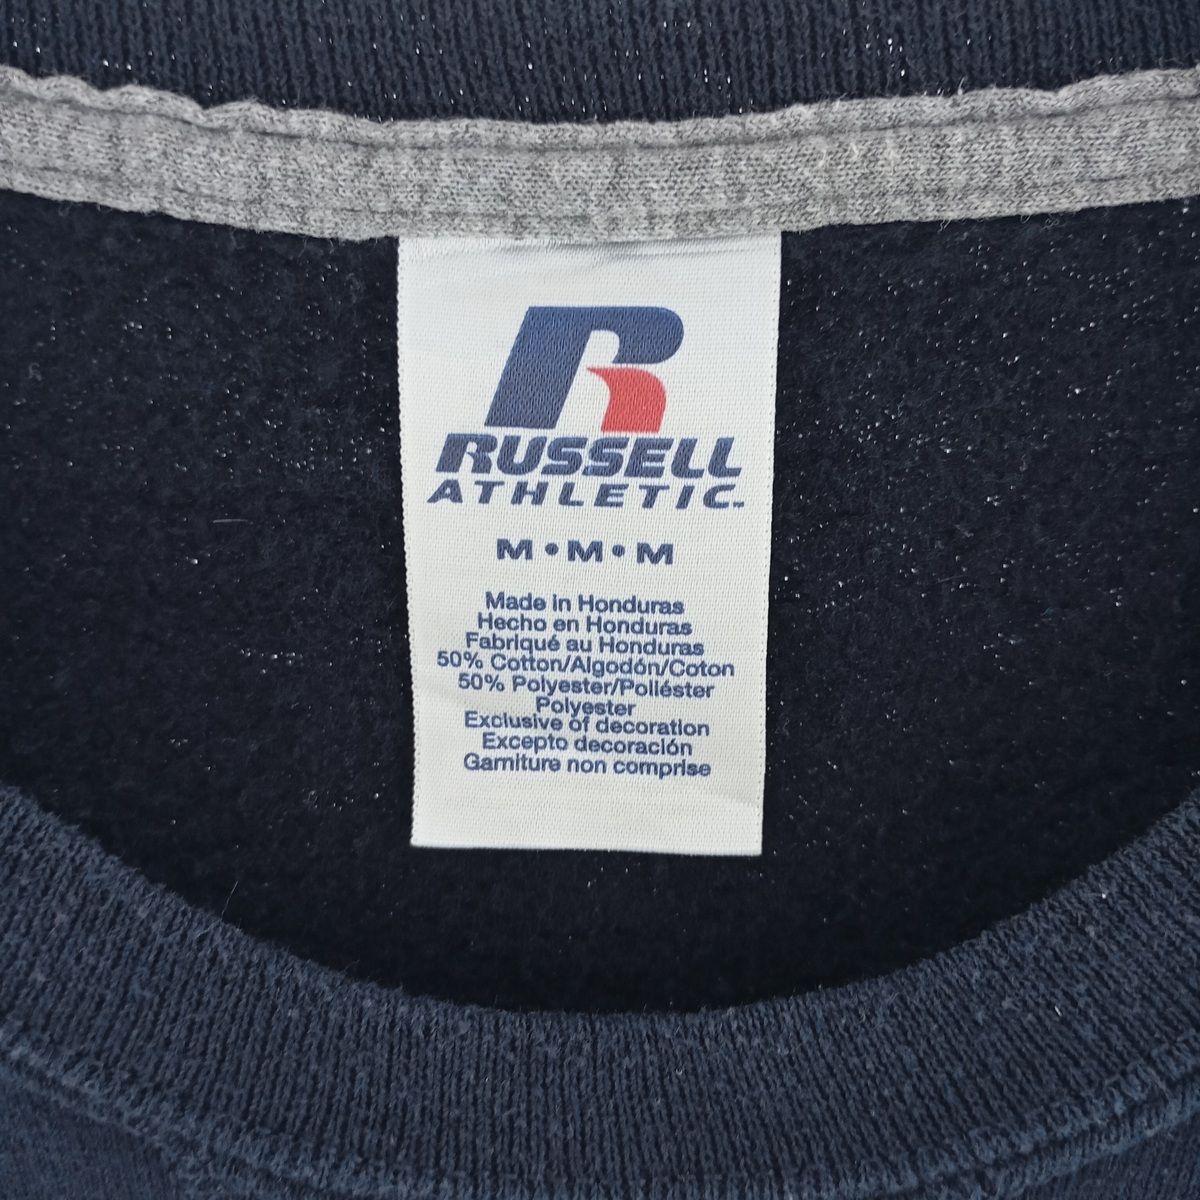 R
RUSSELL
ATHLETIC™
M•M•M
Made in Honduras
Hecho en Honduras
Fabriqué au Honduras
50% Cotton/Algodón/Coton
50% Polyester/Poliéster
Polyester
Exclusive of decoration
Excepto decoración
Garniture non comprise